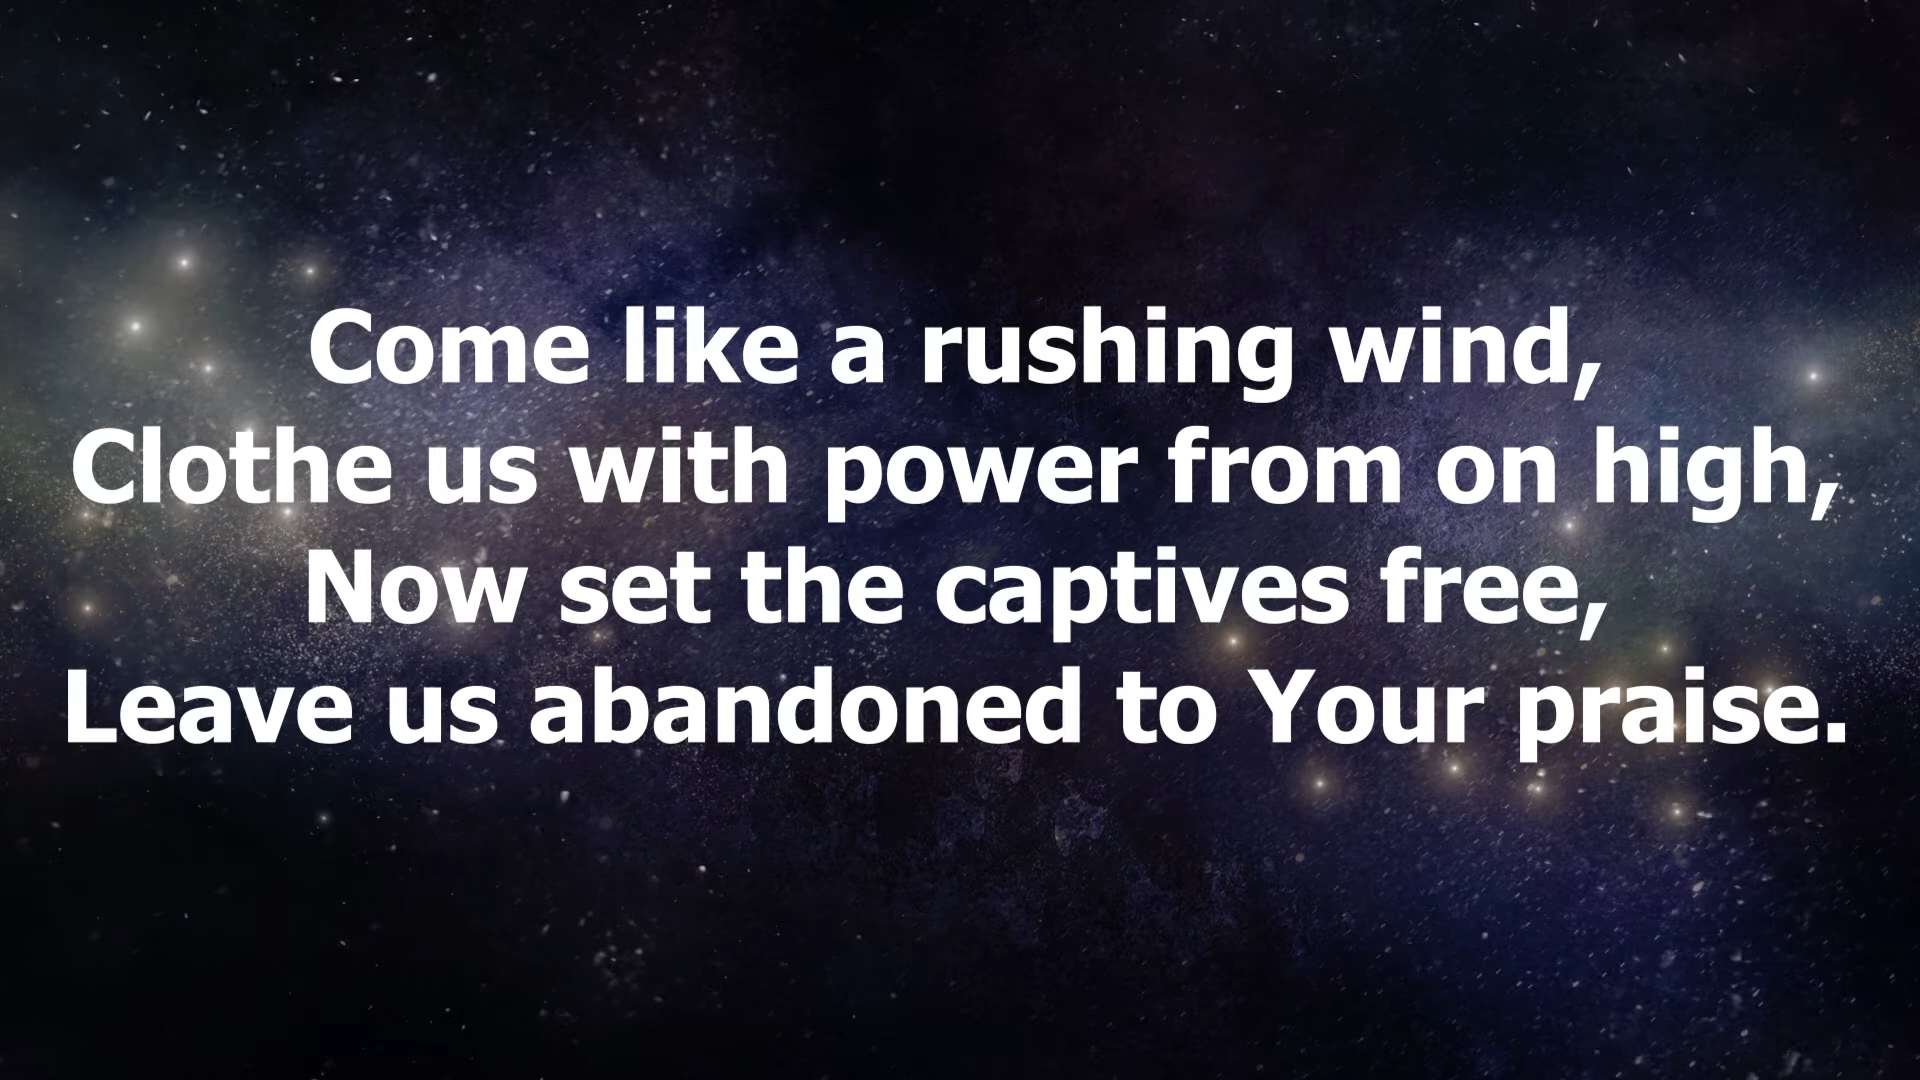 Come like a rushing wind,
Clothe us with power from on high,
Now set the captives free,
Leave us abandoned to Your praise.